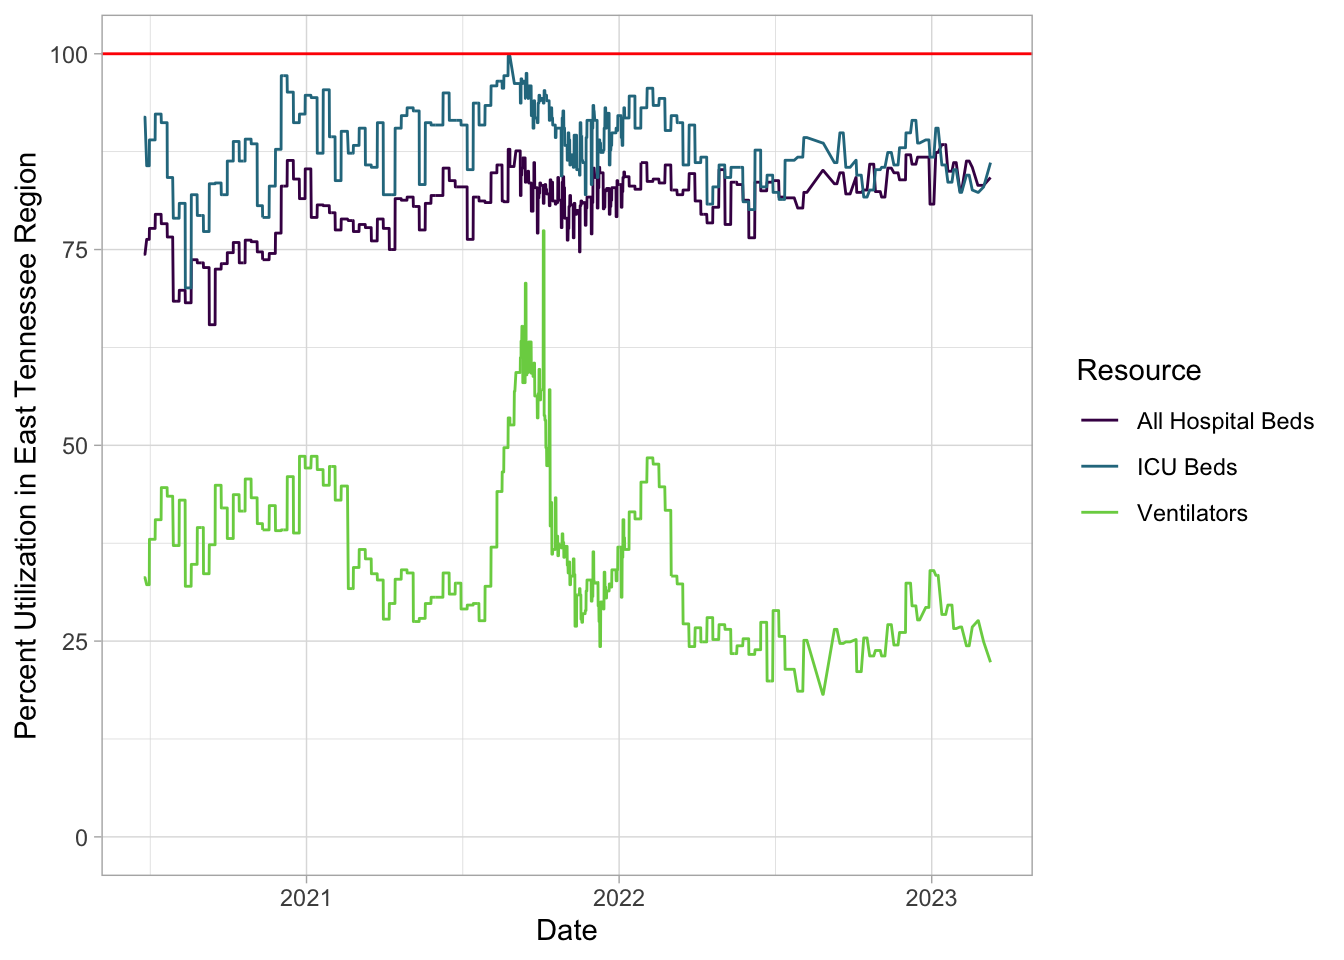 Percent Utilization in East Tennessee Region
100
75
50
25
0
2021
2022
2023
Date
Resource
All Hospital Beds
ICU Beds
Ventilators